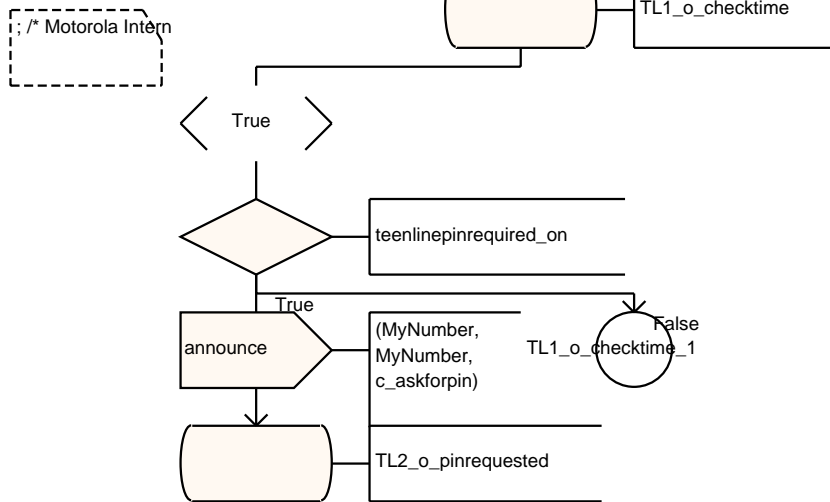 ; /* Motorola Intern
TL1_o_checktime
True
teenlinepinrequired_on
True
False
announce
(MyNumber,
MyNumber,
c_askforpin)
TL1_o_checktime_1
TL2_o_pinrequested